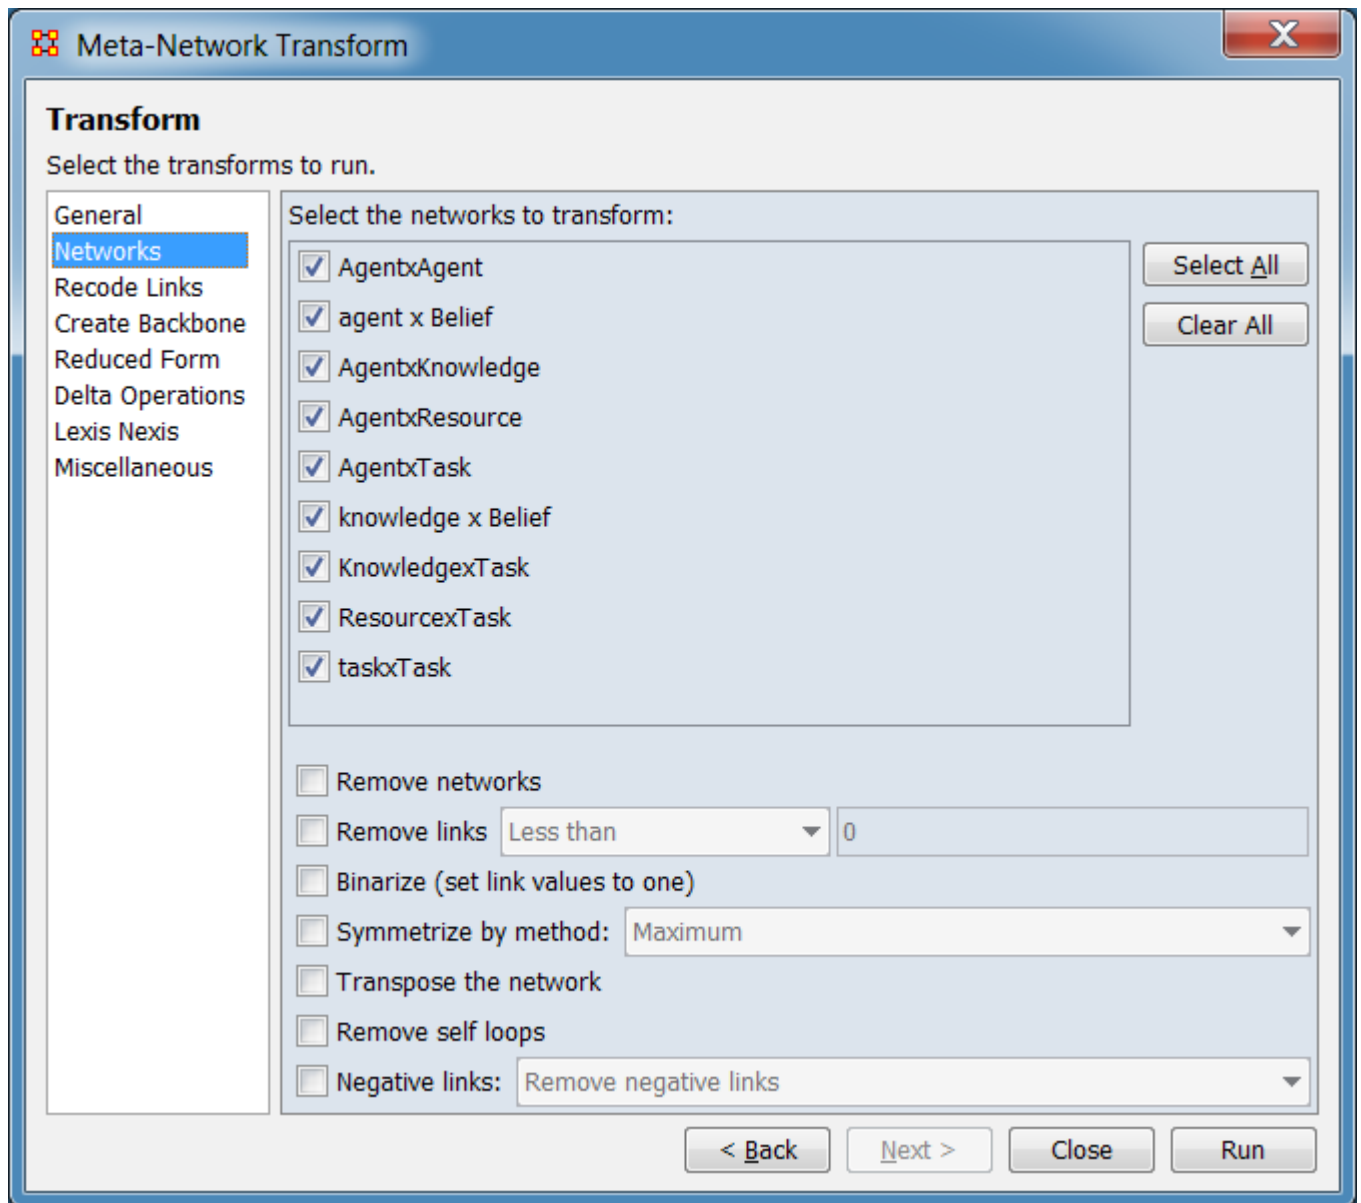 Meta-Network Transform
X
Transform
Select the transforms to run.
General
Networks
Recode Links
Create Backbone
Reduced Form
Delta Operations
Lexis Nexis
Miscellaneous
Select the networks to transform:
AgentxAgent
agent x Belief
AgentxKnowledge
AgentxResource
AgentxTask
knowledge x Belief
KnowledgexTask
ResourcexTask
taskxTask
Select All
Clear All
Remove networks
Remove links Less than 0
Binarize (set link values to one)
Symmetrize by method: Maximum
Transpose the network
Remove self loops
Negative links: Remove negative links
< Back Next > Close Run